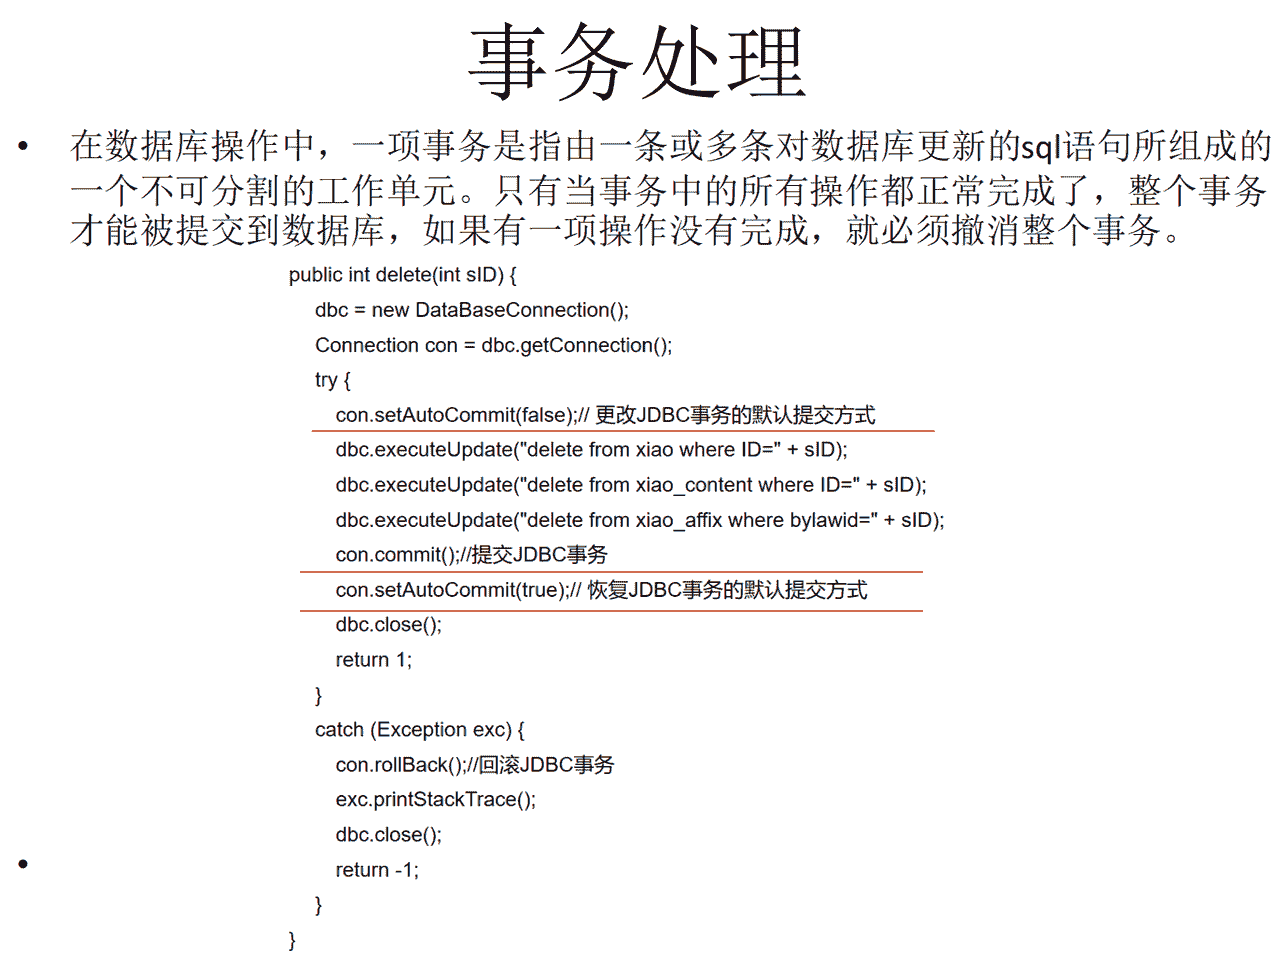 事务处理
• 在数据库操作中，一项事务是指由一条或多条对数据库更新的sql语句所组成的
一个不可分割的工作单元。只有当事务中的所有操作都正常完成了，整个事务
才能被提交到数据库，如果有一项操作没有完成，就必须撤消整个事务。
public int delete(int sID) {
dbc = new DataBaseConnection();
Connection con = dbc.getConnection();
try {
con.setAutoCommit(false);// 更改JDBC事务的默认提交方式
dbc.executeUpdate("delete from xiao where ID=" + sID);
dbc.executeUpdate("delete from xiao_content where ID=" + sID);
dbc.executeUpdate("delete from xiao_affix where bylawid=" + sID);
con.commit();//提交JDBC事务
con.setAutoCommit(true);// 恢复JDBC事务的默认提交方式
dbc.close();
return 1;
}
catch (Exception exc) {
con.rollBack();//回滚JDBC事务
exc.printStackTrace();
dbc.close();
return -1;
}
}